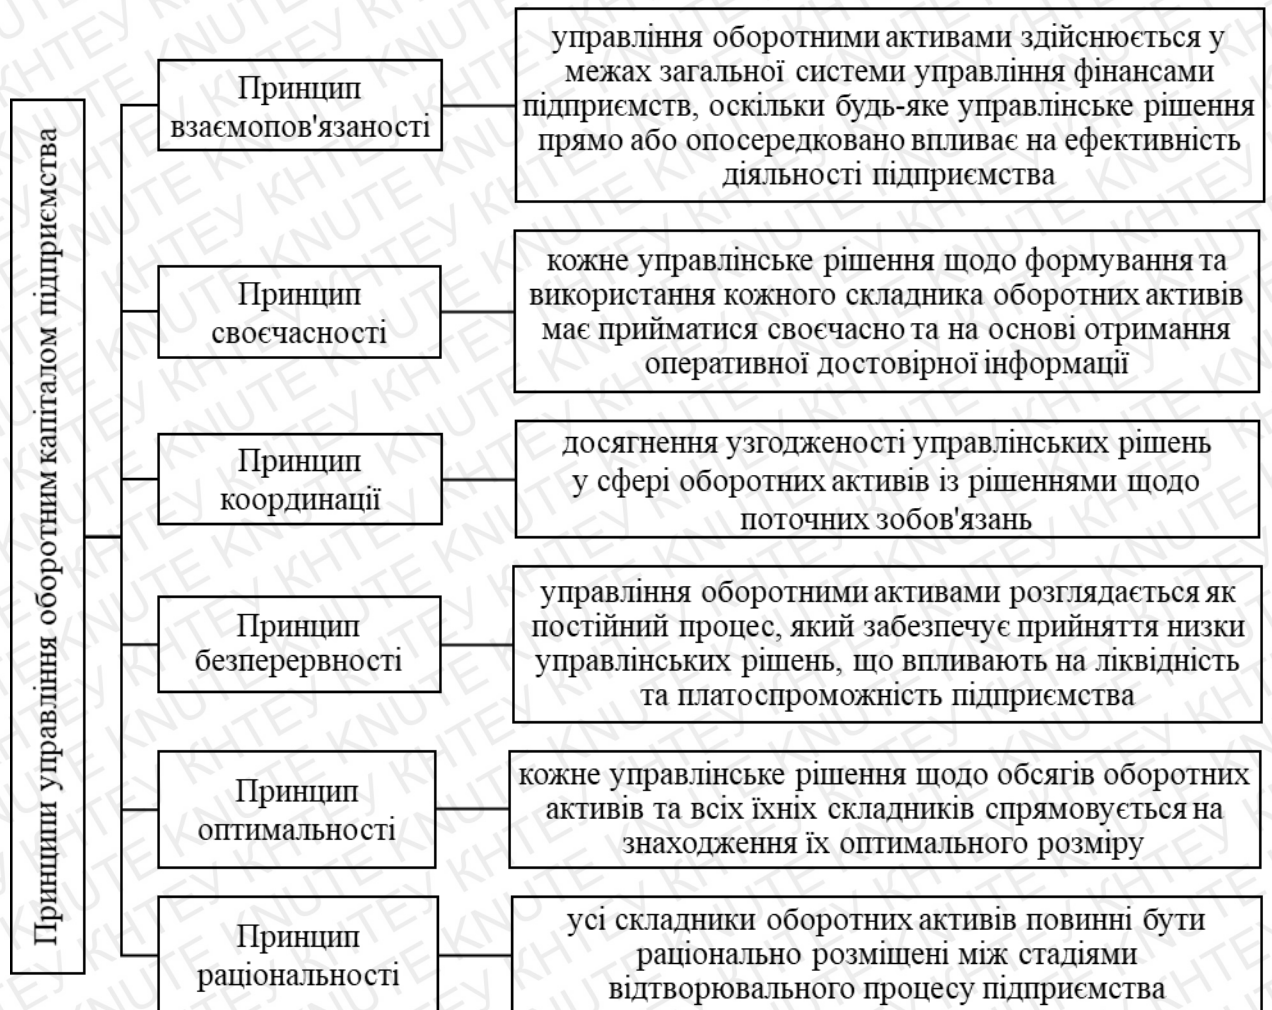 Принципи управління оборотним капіталом підприємства
Принцип
взаємопов'язаності
управління оборотними активами здійснюється у
межах загальної системи управління фінансами
підприємств, оскільки будь-яке управлінське рішення
прямо або опосередковано впливає на ефективність
діяльності підприємства
Принцип
своєчасності
кожне управлінське рішення щодо формування та
використання кожного складника оборотних активів
має прийматися своєчасно та на основі отримання
оперативної достовірної інформації
Принцип
координації
досягнення узгодженості управлінських рішень
у сфері оборотних активів із рішеннями щодо
поточних зобов'язань
Принцип
безперервності
управління оборотними активами розглядається як
постійний процес, який забезпечує прийняття низки
управлінських рішень, що впливають на ліквідність
та платоспроможність підприємства
Принцип
оптимальності
кожне управлінське рішення щодо обсягів оборотних
активів та всіх їхніх складників спрямовується на
знаходження їх оптимального розміру
Принцип
раціональності
усі складники оборотних активів повинні бути
раціонально розміщені між стадіями
відтворювального процесу підприємства